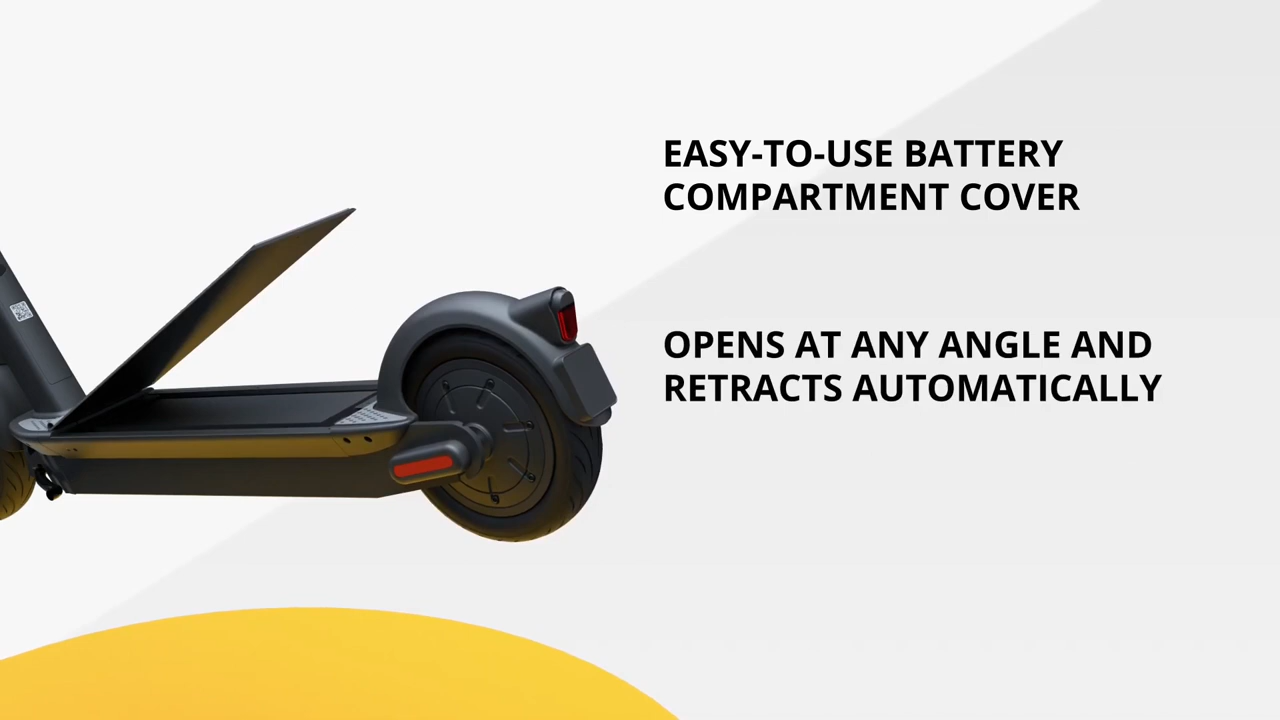 EASY-TO-USE BATTERY
COMPARTMENT COVER
OPENS AT ANY ANGLE AND
RETRACTS AUTOMATICALLY